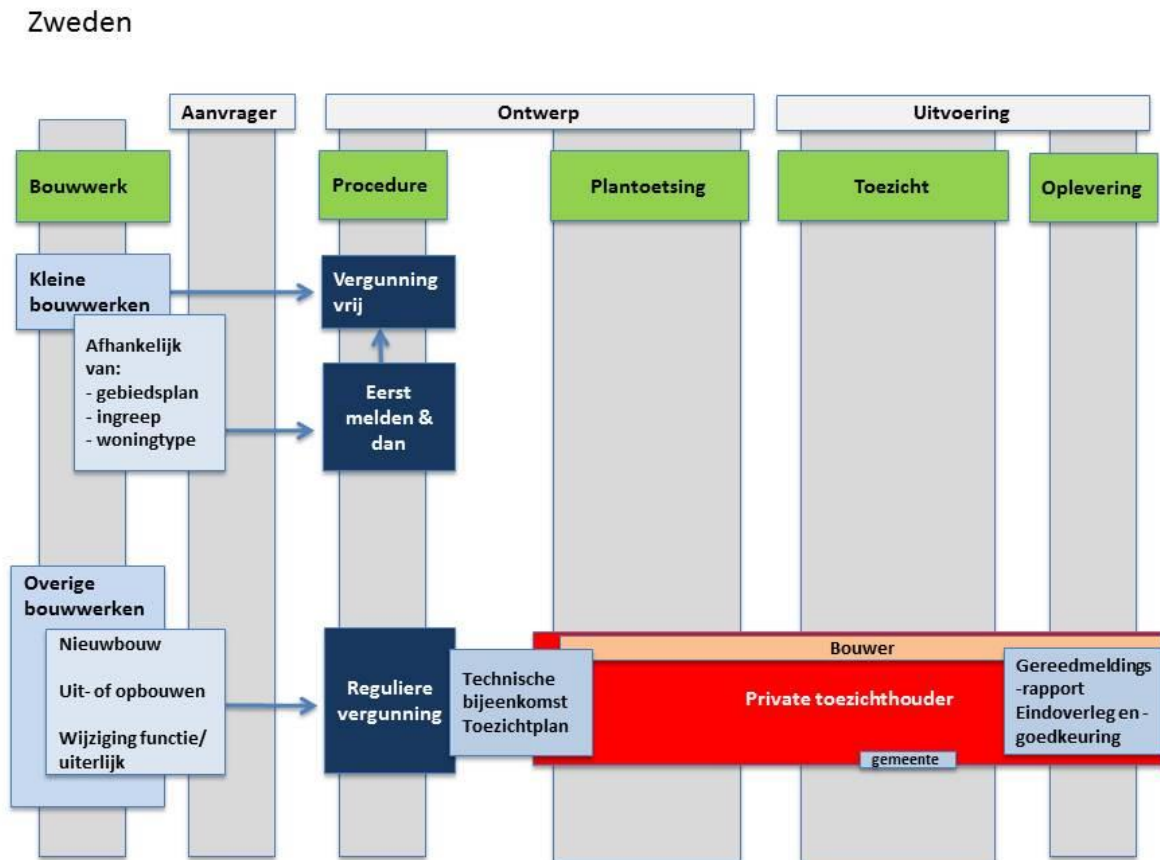 Zweden
Aanvrager
Ontwerp
Uitvoering
Bouwwerk
Procedure
Plantoetsing
Toezicht
Oplevering
Kleine
bouwwerken
Vergunning
vrij
Afhankelijk
van:
- gebiedsplan
- ingreep
- woningtype
Eerst
melden &
dan
Overige
bouwwerken
Nieuwbouw
Uit- of opbouwen
Wijziging functie/
uiterlijk
Reguliere
vergunning
Technische
bijeenkomst
Toezichtplan
Bouwer
Private toezichthouder
gemeente
Gereedmeldings
-rapport
Eindoverleg en -
goedkeuring